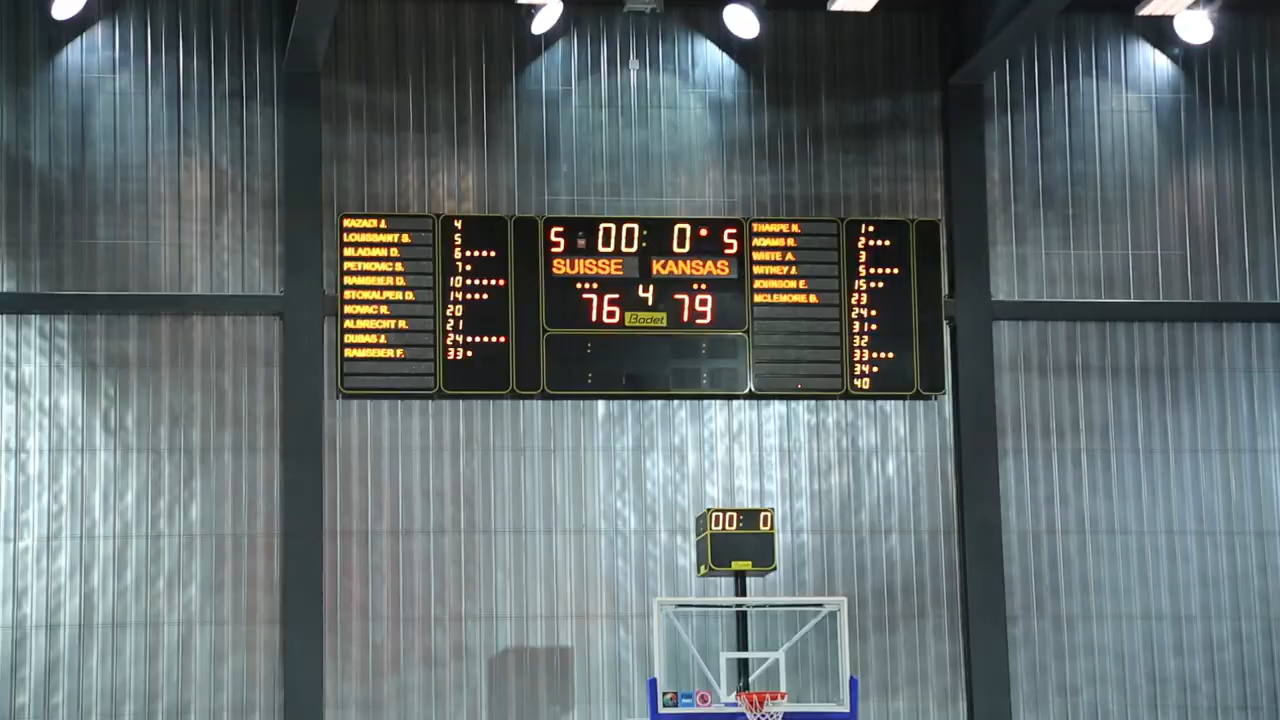 KAZADI J. 4
LOUISSAINT S. 5
MLADJAN D. 6
PETKOVIC S. 7
RAMSEIER D. 10
STOKALPER D. 14
KOVAC R. 20
ALBRECHT R. 21
DUBAS J. 24
RAMSEIER F. 33
5 00: 0 5
SUISSE KANSAS
76 4 79
Bodet
THARPE N. 1
ADAMS R. 2
WHITE A. 3
WITHEY J. 5
JOHNSON E. 15
MCLEMORE B. 23
24
31
32
33
34
40
00: 0